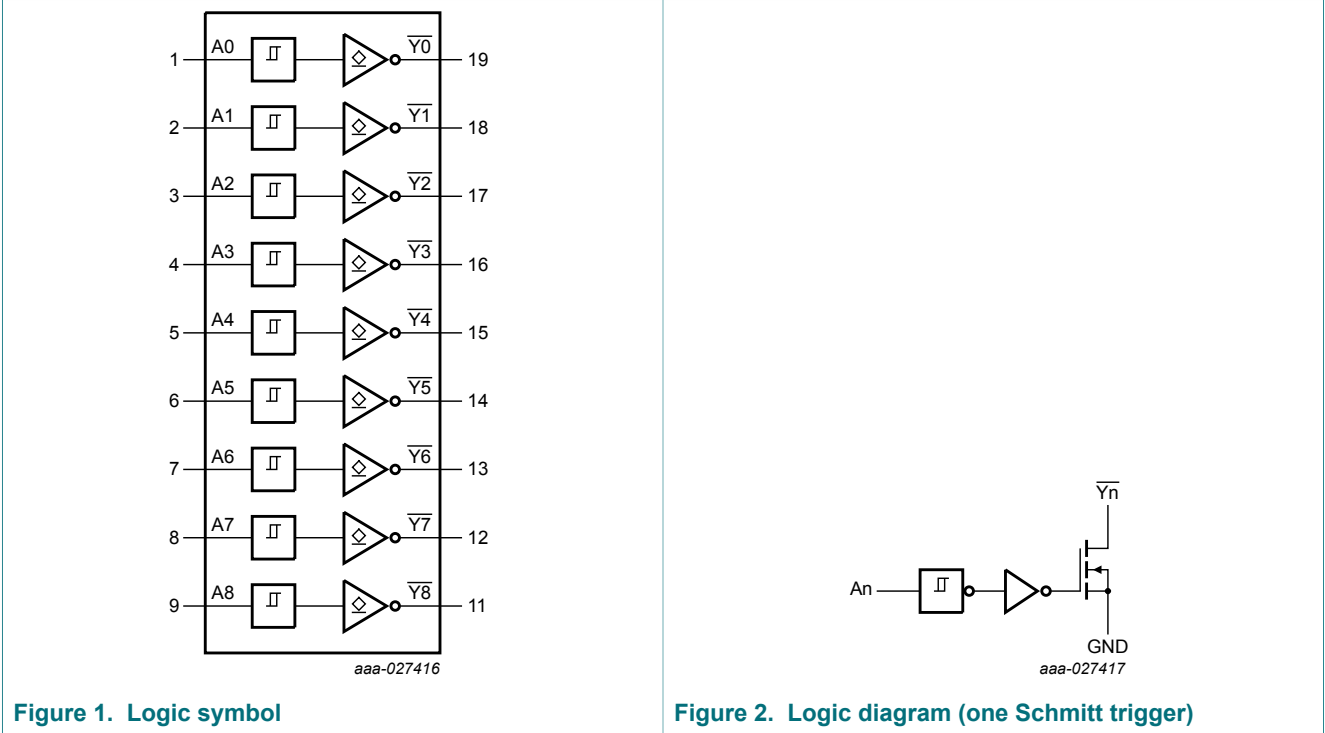 1 A0 Y0 19
2 A1 Y1 18
3 A2 Y2 17
4 A3 Y3 16
5 A4 Y4 15
6 A5 Y5 14
7 A6 Y6 13
8 A7 Y7 12
9 A8 Y8 11
aaa-027416
Figure 1. Logic symbol
Yn
An
GND
aaa-027417
Figure 2. Logic diagram (one Schmitt trigger)